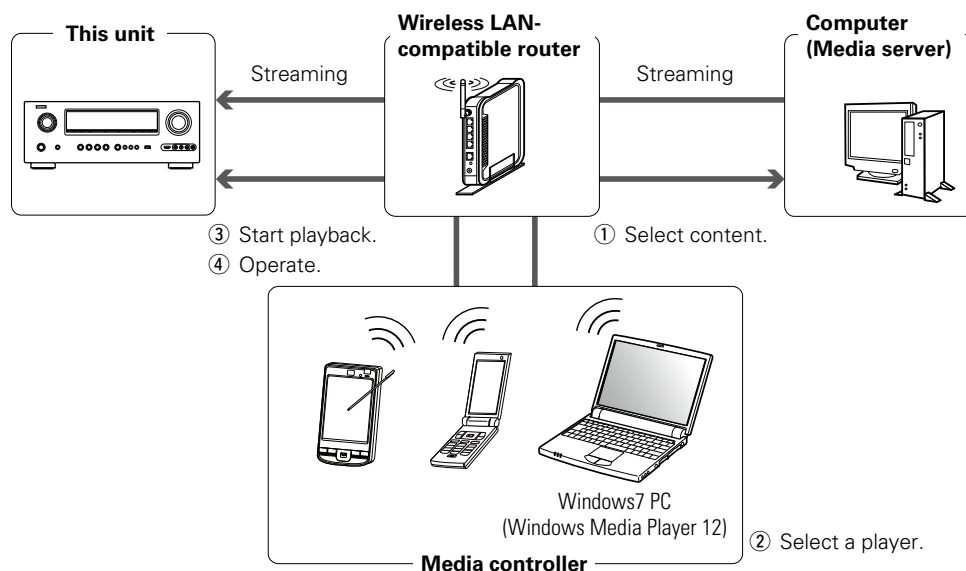 This unit
Wireless LAN-
compatible router
Computer
(Media server)
Streaming
Streaming
③ Start playback.
④ Operate.
① Select content.
Windows7 PC
(Windows Media Player 12)
② Select a player.
Media controller